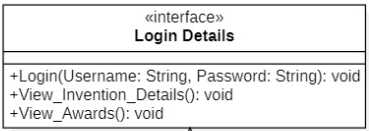 «interface»
Login Details
+Login(Username: String, Password: String): void
+View_Invention_Details(): void
+View_Awards(): void